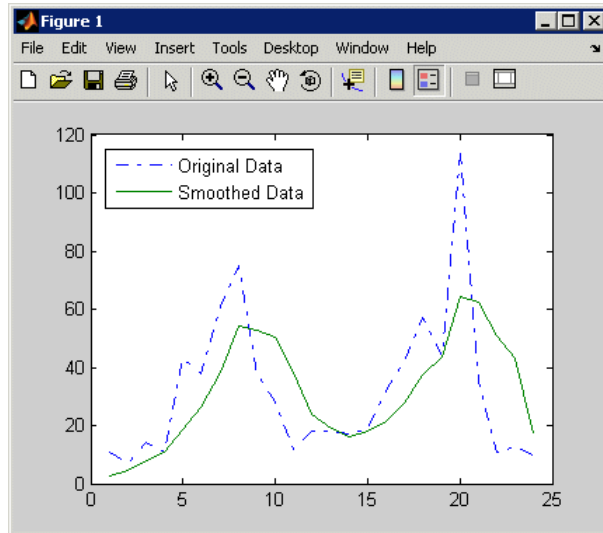 Figure 1
File Edit View Insert Tools Desktop Window Help
120
100
80
60
40
20
0
Original Data
Smoothed Data
0 5 10 15 20 25